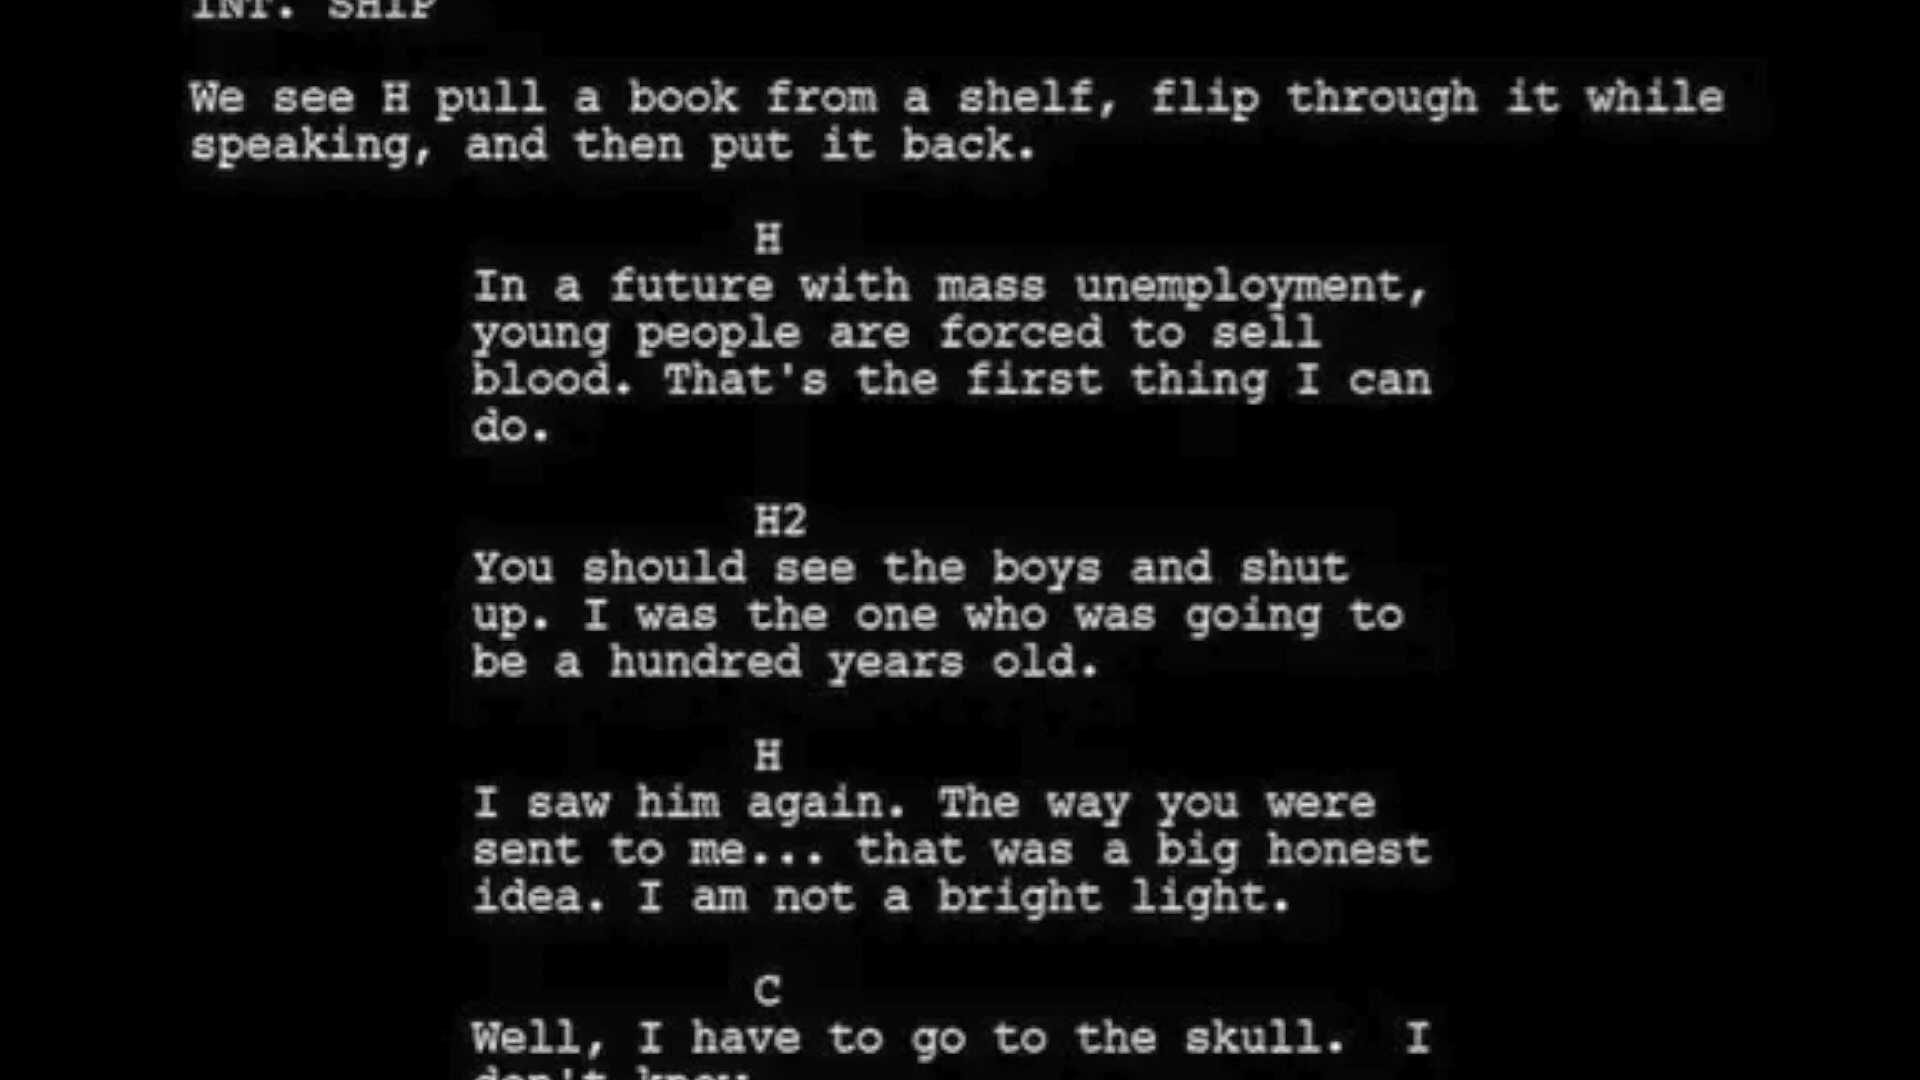 INT. SHIP
We see H pull a book from a shelf, flip through it while
speaking, and then put it back.
H
In a future with mass unemployment,
young people are forced to sell
blood. That's the first thing I can
do.
H2
You should see the boys and shut
up. I was the one who was going to
be a hundred years old.
H
I saw him again. The way you were
sent to me... that was a big honest
idea. I am not a bright light.
C
Well, I have to go to the skull.  I
don't know.